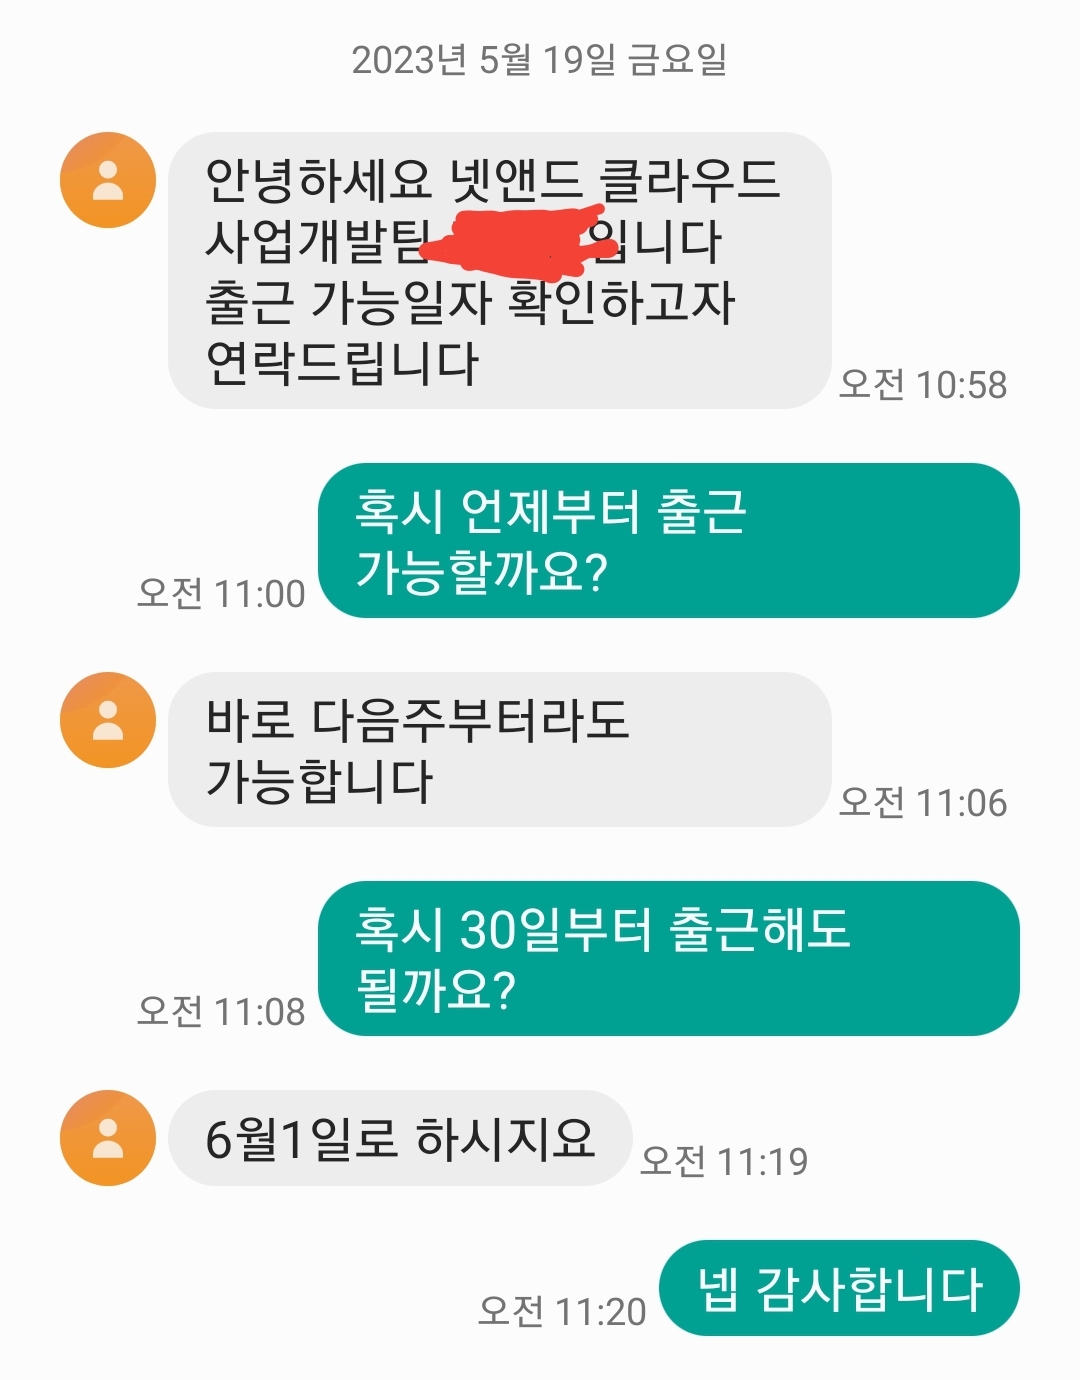 2023년 5월 19일 금요일
안녕하세요 넷앤드 클라우드
사업개발팀 입니다
출근 가능일자 확인하고자
연락드립니다
오전 10:58
혹시 언제부터 출근
가능할까요?
오전 11:00
바로 다음주부터라도
가능합니다
오전 11:06
혹시 30일부터 출근해도
될까요?
오전 11:08
6월1일로 하시지요
오전 11:19
넵 감사합니다
오전 11:20